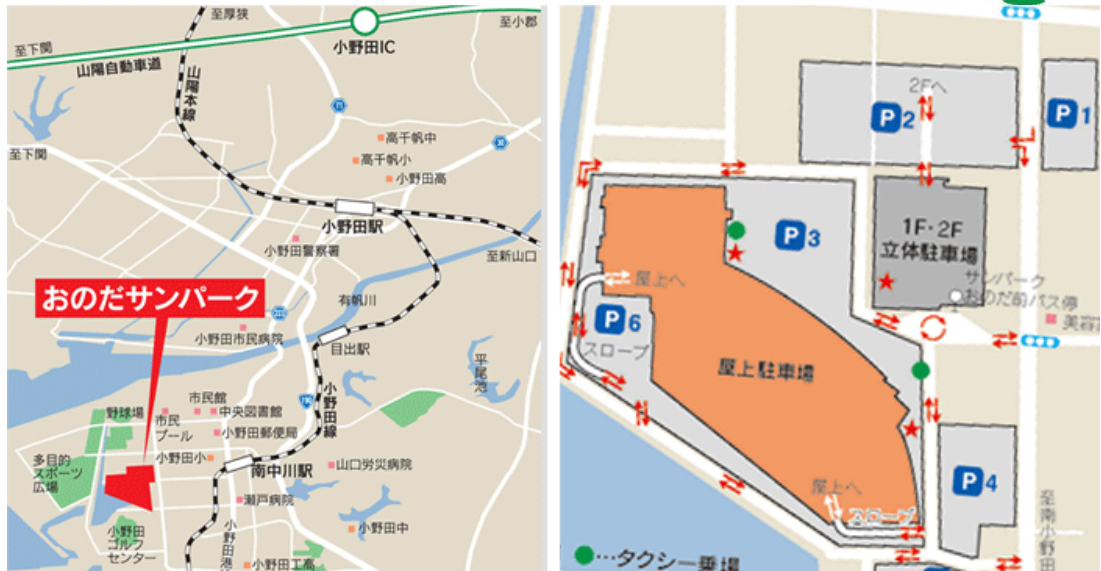 至厚狭
至小郡
小野田IC
至下関
山陽自動車道
山陽本線
71
30
高千帆中
至下関
高千帆小
小野田高
小野田駅
小野田警察署
至新山口
有帆川
おのだサンパーク
小野田市民病院
目出駅
平尾池
小野田線
190
市民館
野球場
中央図書館
市民
プール
小野田郵便局
小野田小
多目的
スポーツ
広場
南中川駅
山口労災病院
瀬戸病院
小野田
ゴルフ
センター
小野田港
小野田中
小野田工高
2Fへ
P2
P1
P3
1F・2F
立体駐車場
サンパーク
おのだ前バス停
美容
屋上へ
P6
スロープ
屋上駐車場
P4
屋上へ
スロープ
至南小野田
…タクシー乗場